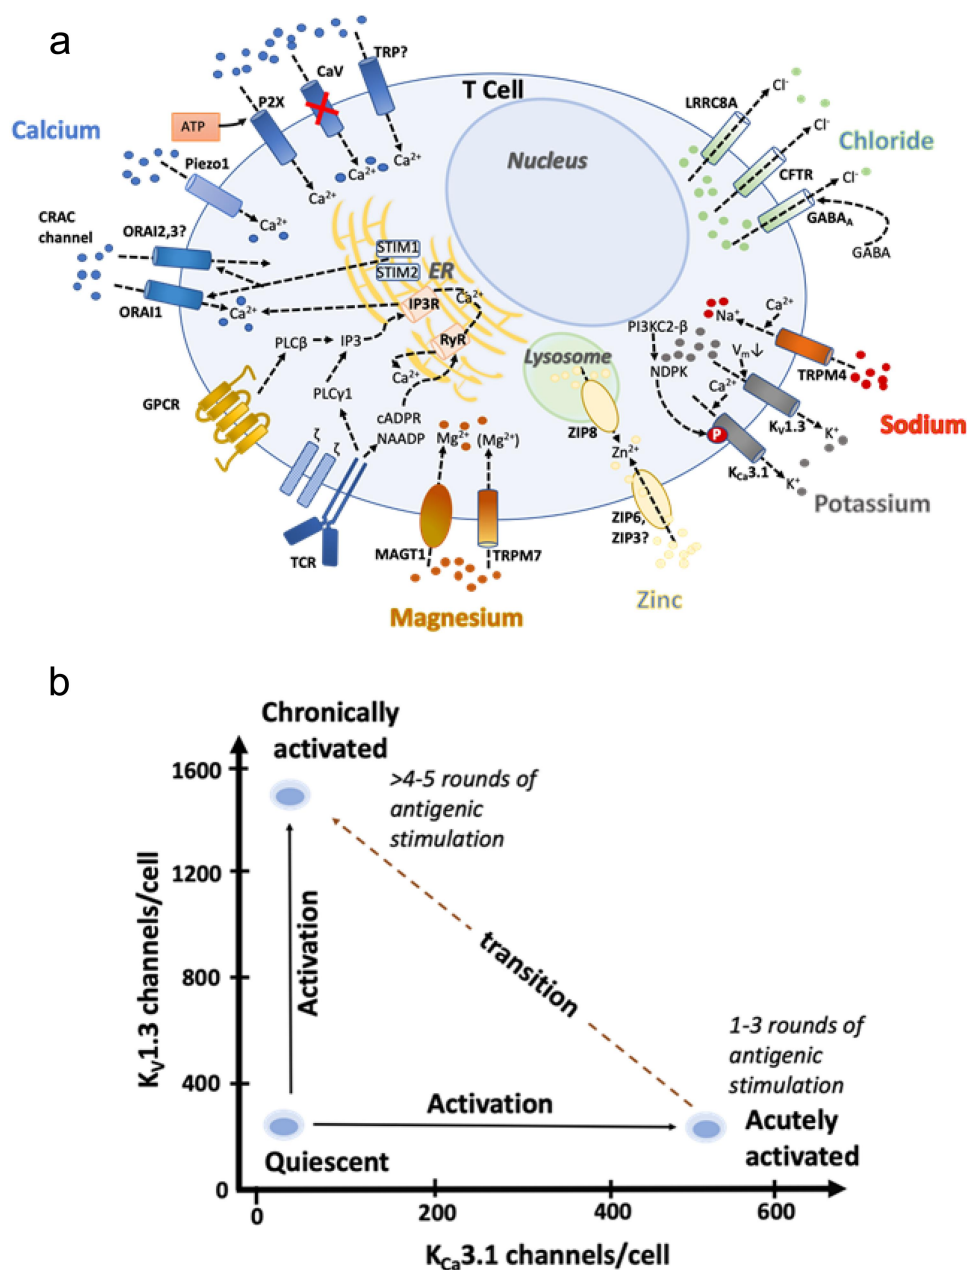 a
T Cell
Calcium
ATP
P2X
CaV
TRP?
Ca²⁺
Ca²⁺
Ca²⁺
Piezo1
Ca²⁺
CRAC
channel
ORAI2,3?
ORAI1
Ca²⁺
STIM1
STIM2
ER
IP3R
Ca²⁺
RyR
Ca²⁺
Nucleus
LRRC8A
Cl⁻
Cl⁻
Chloride
CFTR
Cl⁻
GABA_A
GABA
PLCβ
IP3
PLCγ1
GPCR
cADPR
NAADP
ζ
ζ
TCR
Lysosome
ZIP8
Zn²⁺
ZIP6,
ZIP3?
Zinc
Mg²⁺
(Mg²⁺)
MAGT1
TRPM7
Magnesium
PI3KC2-β
NDPK
P
Na⁺
Ca²⁺
TRPM4
Sodium
Vₘ↓
Ca²⁺
K_V1.3
K⁺
K_Ca3.1
K⁺
Potassium
b
Chronically
activated
>4-5 rounds of
antigenic
stimulation
1600
1200
800
400
0
K_V1.3 channels/cell
Activation
transition
1-3 rounds of
antigenic
stimulation
Activation
Acutely
activated
Quiescent
0
200
400
600
K_Ca3.1 channels/cell